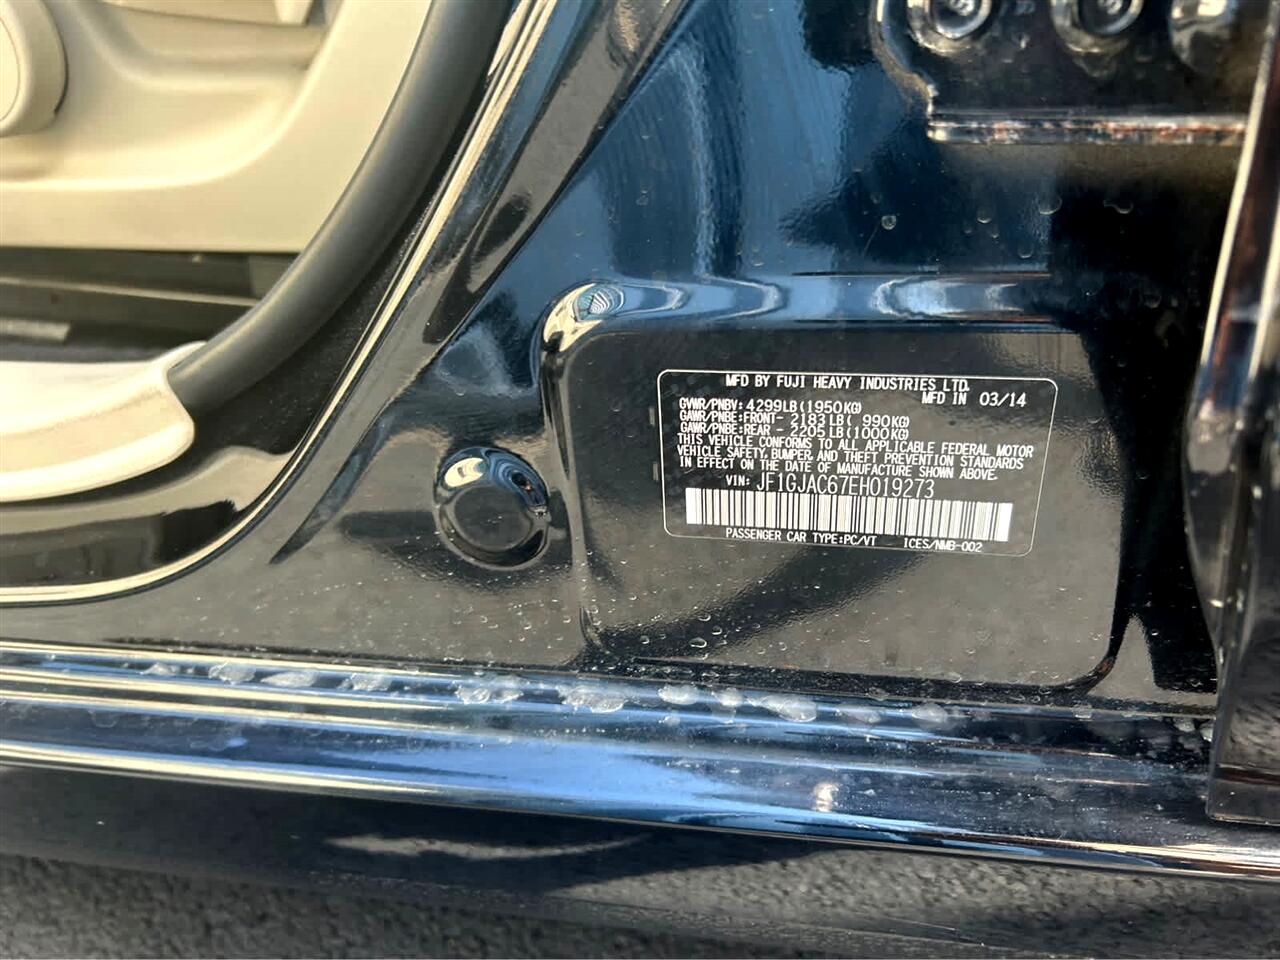 MFD BY FUJI HEAVY INDUSTRIES LTD.
MFD IN 03/14
GVWR/PNBV: 4299LB(1950KG)
GAWR/PNBE:FRONT- 2183LB( 990KG)
GAWR/PNBE:REAR - 2205LB(1000KG)
THIS VEHICLE CONFORMS TO ALL APPLICABLE FEDERAL MOTOR
VEHICLE SAFETY, BUMPER, AND THEFT PREVENTION STANDARDS
IN EFFECT ON THE DATE OF MANUFACTURE SHOWN ABOVE.
VIN: JF1GJAC67EH019273
PASSENGER CAR TYPE:PC/VT ICES/NMB-002